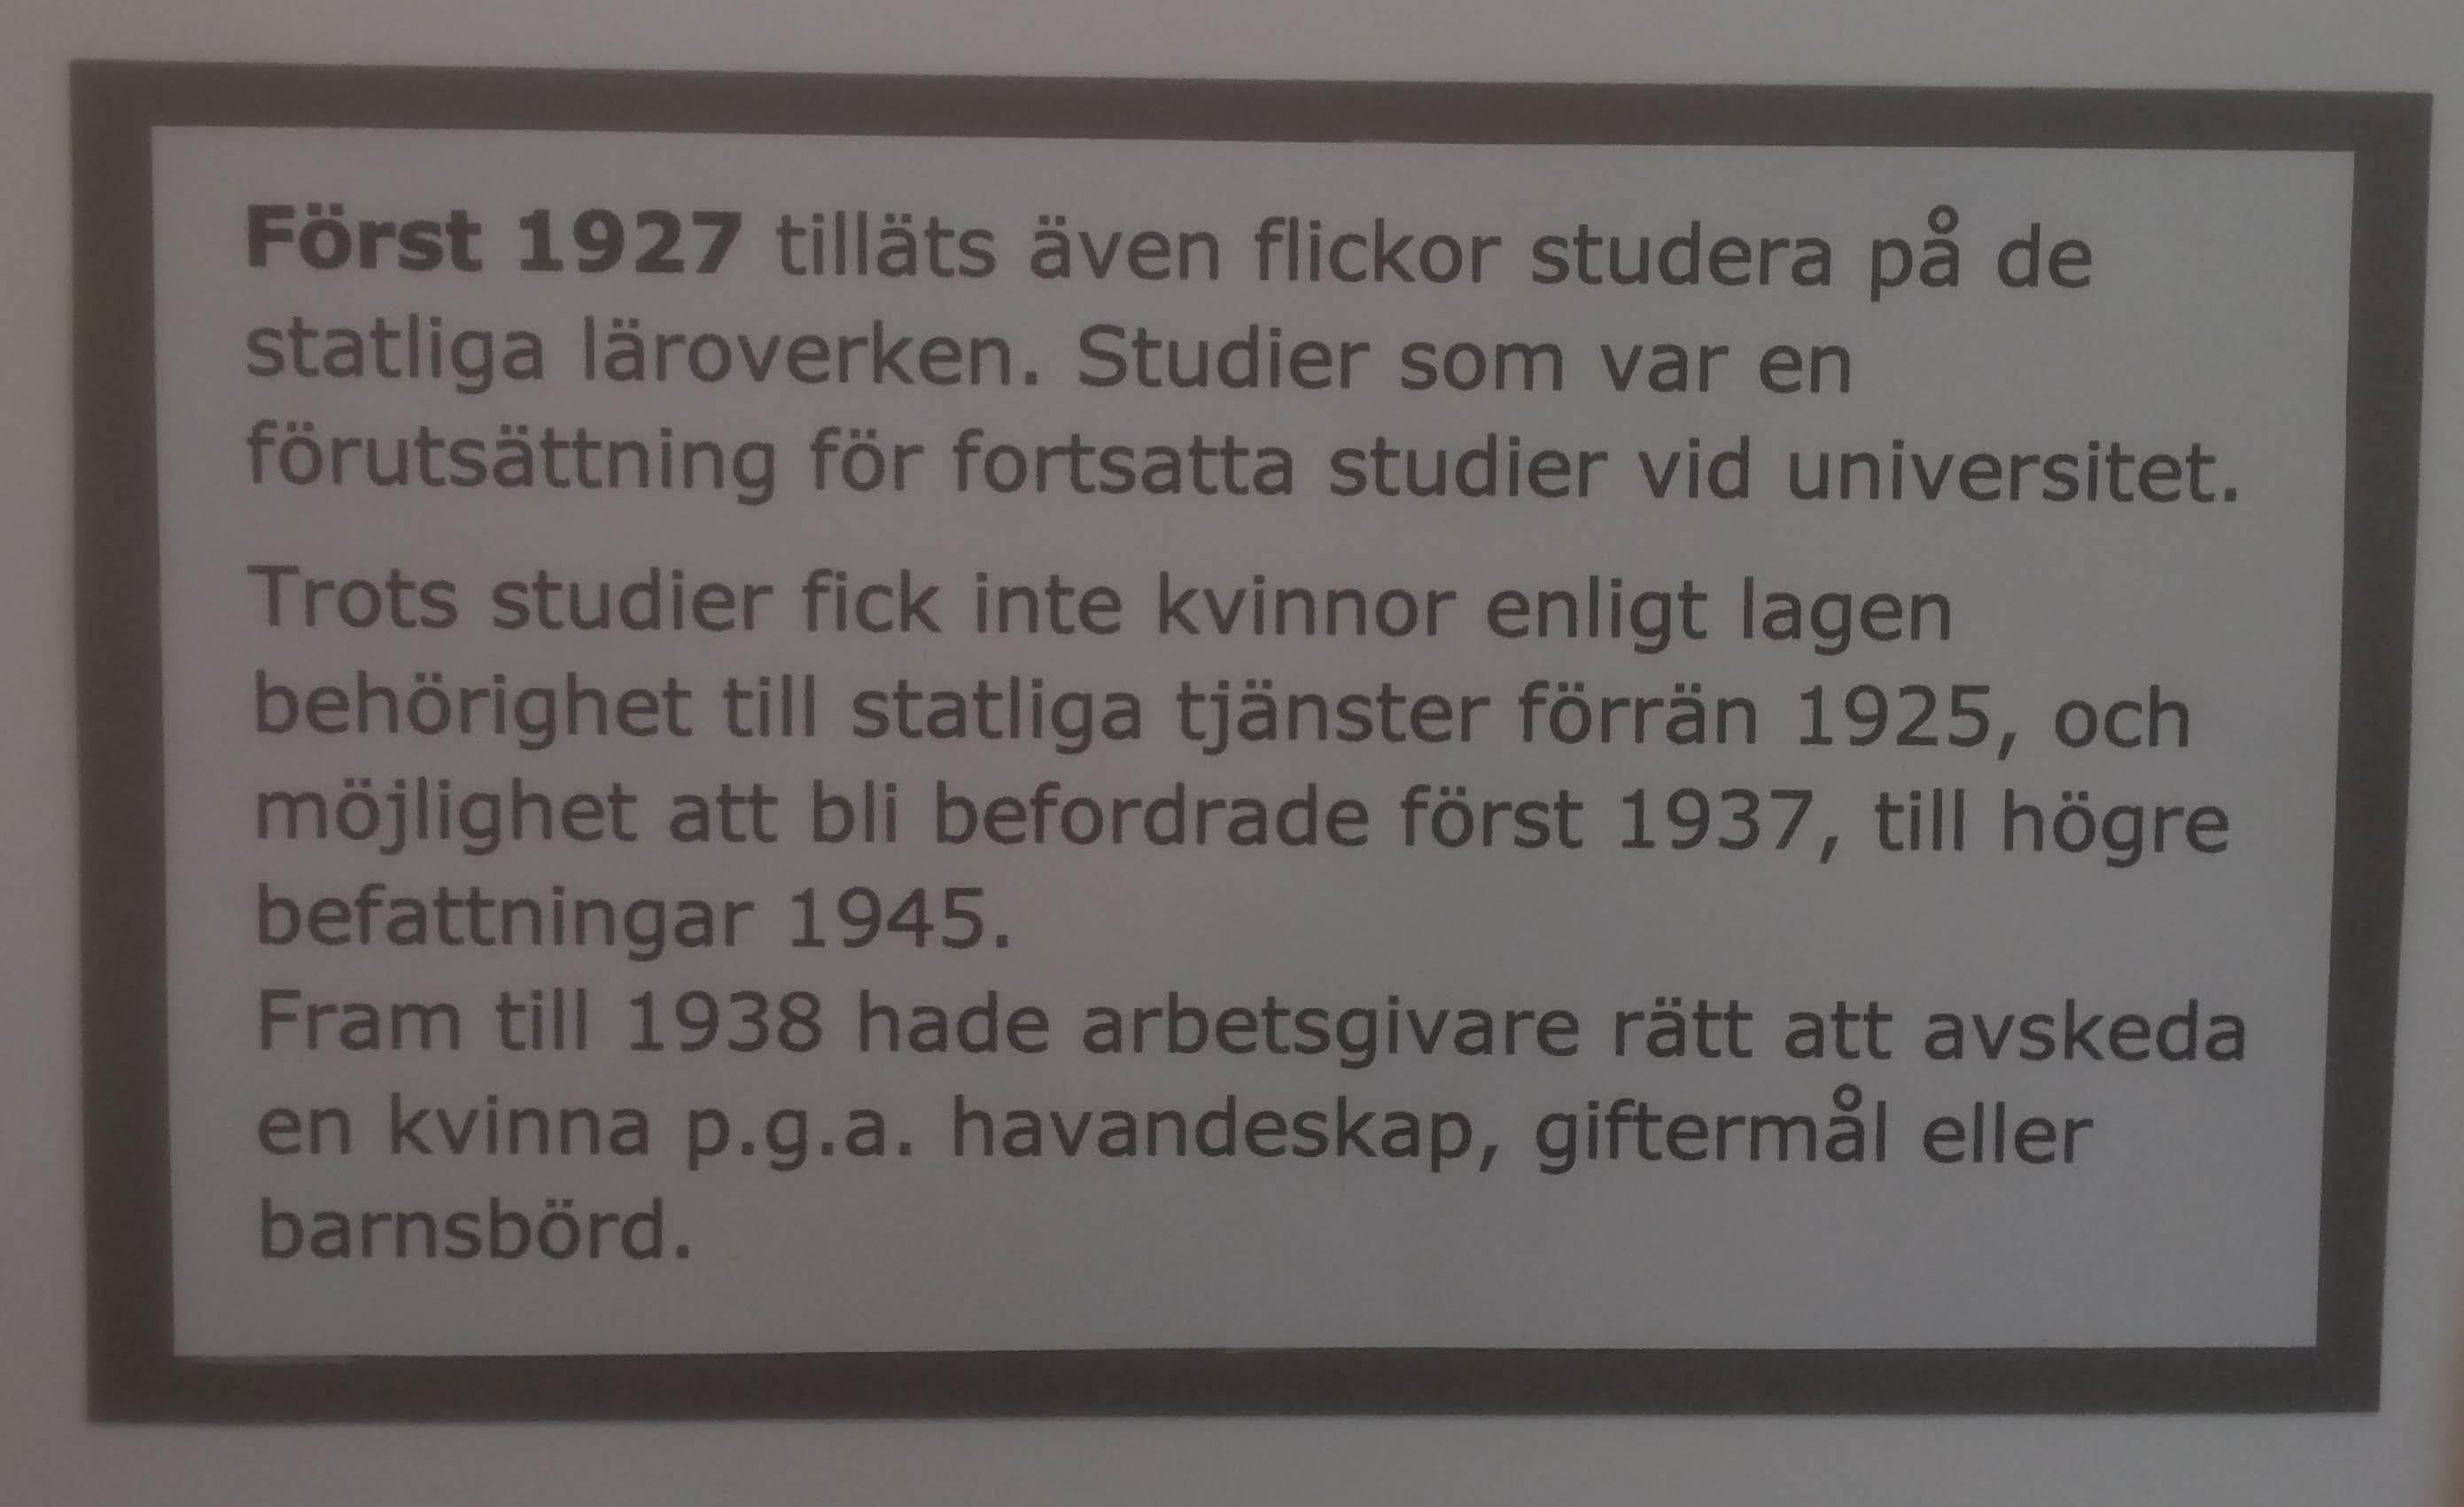 Först 1927 tilläts även flickor studera på de
statliga läroverken. Studier som var en
förutsättning för fortsatta studier vid universitet.
Trots studier fick inte kvinnor enligt lagen
behörighet till statliga tjänster förrän 1925, och
möjlighet att bli befordrade först 1937, till högre
befattningar 1945.
Fram till 1938 hade arbetsgivare rätt att avskeda
en kvinna p.g.a. havandeskap, giftermål eller
barnsbörd.